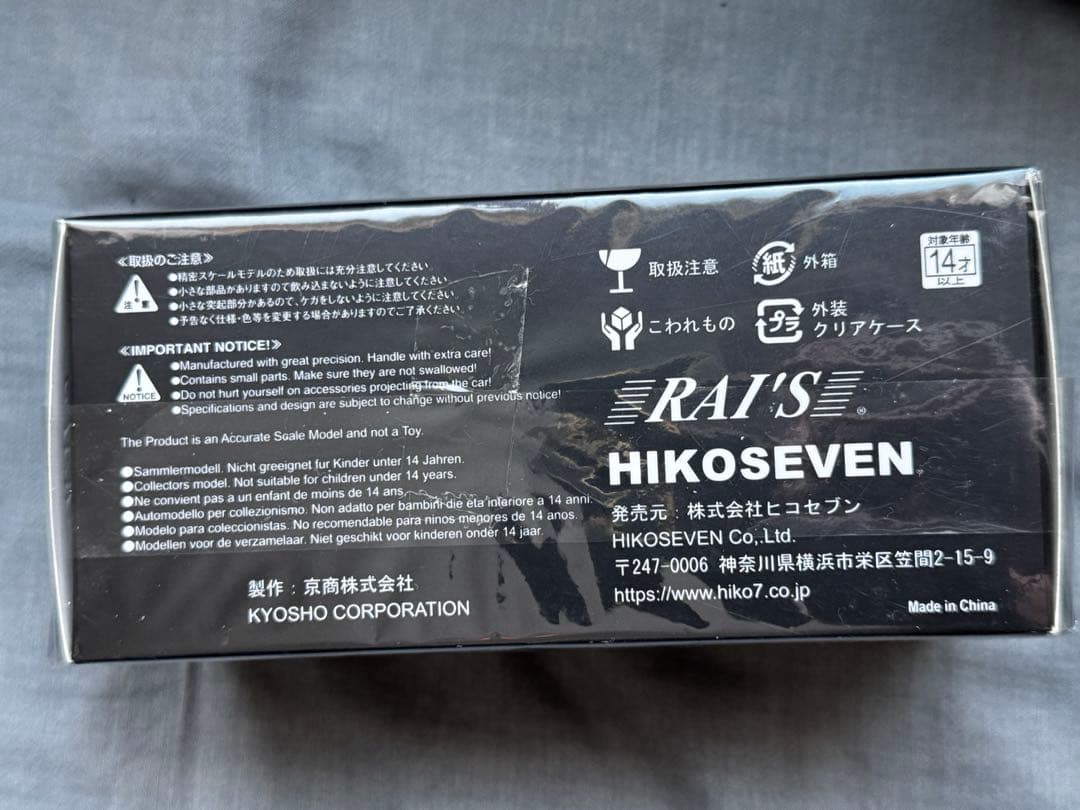 ≪取扱のご注意≫
注意
●精密スケールモデルのため取扱には充分注意してください
●小さな部品がありますので飲み込まないように注意してください
●小さな突起部分があるので、ケガをしないように注意してください
●予告なく仕様・色等を変更する場合がありますのでご了承ください
≪IMPORTANT NOTICE!≫
NOTICE
●Manufactured with great precision. Handle with extra care!
●Contains small parts. Make sure they are not swallowed!
●Do not hurt yourself on accessories projecting from the car!
●Specifications and design are subject to change without previous notice!
The Product is an Accurate Soale Model and not a Toy.
●Sammlermodell. Nicht geeignet fur Kinder unter 14 Jahren.
●Collectors model. Not suitable for children under 14 years.
●Ne convient pas a un enfant de moins de 14 ans
●Automodello per collezionismo. Non adatto per bambini die eta inferiore a 14 anni.
●Modelo para coleccionistas. No recomendable para ninos menores de 14 anos.
●Modellen voor de verzamelaar. Niet geschikt voor kinderen onder 14 jaar.
製作：京商株式会社
KYOSHO CORPORATION
取扱注意
紙 外箱
こわれもの
プラ 外装
クリアケース
対象年齢
14才
以上
RAI'S®
HIKOSEVEN
発売元：株式会社ヒコセブン
HIKOSEVEN Co,.Ltd.
〒247-0006 神奈川県横浜市栄区笠間2-15-9
https://www.hiko7.co.jp
Made in China